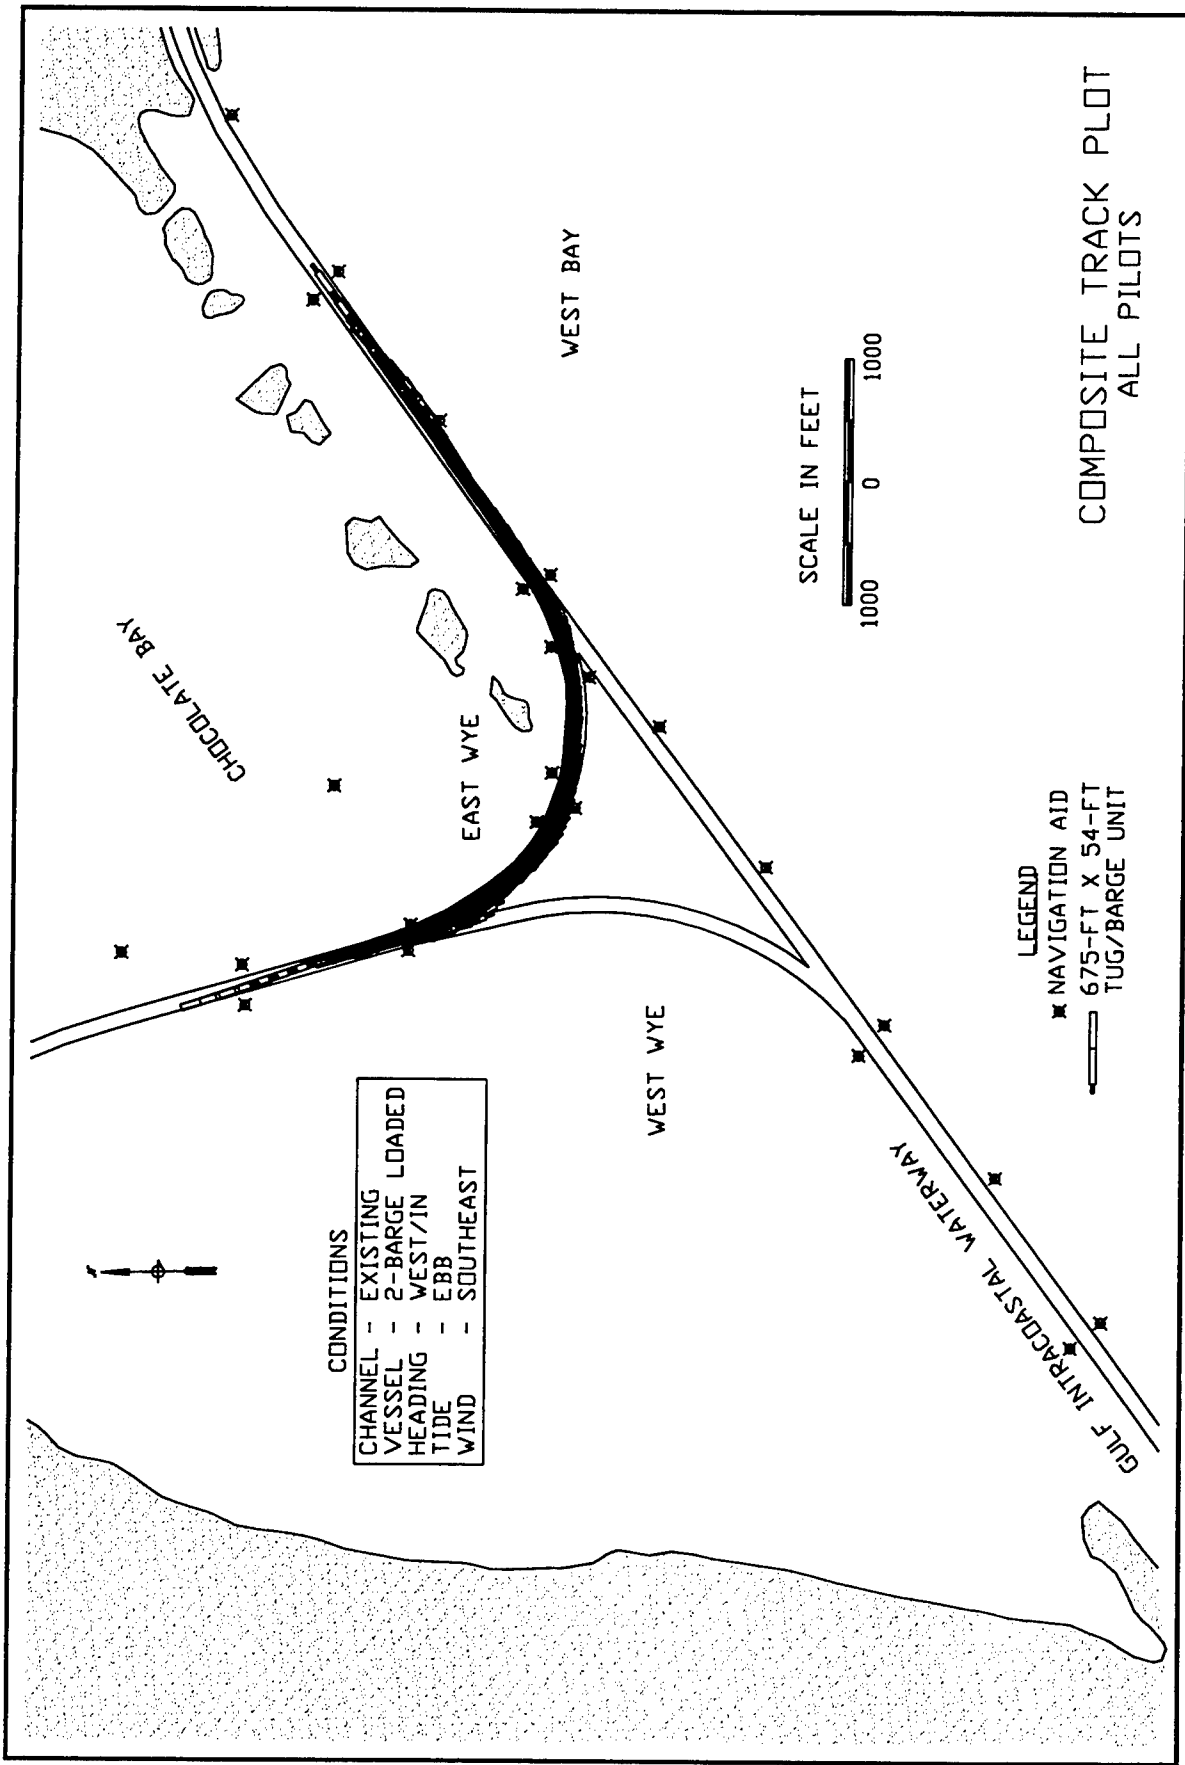 CHOCOLATE BAY
EAST WYE
WEST BAY
WEST WYE
GULF INTRACOASTAL WATERWAY
CONDITIONS
CHANNEL - EXISTING
VESSEL - 2-BARGE LOADED
HEADING - WEST/IN
TIDE - EBB
WIND - SOUTHEAST
SCALE IN FEET
1000 0 1000
LEGEND
NAVIGATION AID
675-FT X 54-FT
TUG/BARGE UNIT
COMPOSITE TRACK PLOT
ALL PILOTS